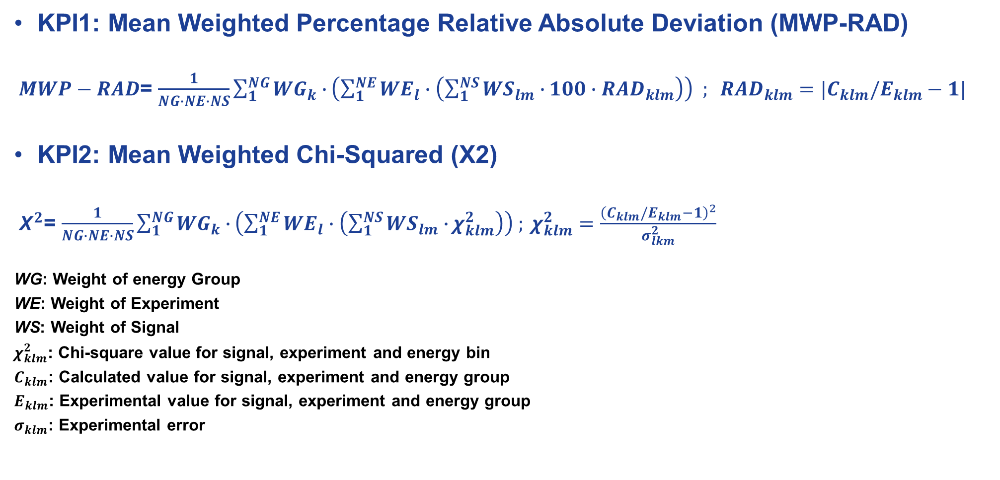 • KPI1: Mean Weighted Percentage Relative Absolute Deviation (MWP-RAD)
$MWP-RAD=\frac{1}{NG\cdot NE\cdot NS}\sum_{1}^{NG}WG_k\cdot\left(\sum_{1}^{NE}WE_l\cdot\left(\sum_{1}^{NS}WS_{lm}\cdot 100\cdot RAD_{klm}\right)\right)$ ; $RAD_{klm}=|C_{klm}/E_{klm}-1|$
• KPI2: Mean Weighted Chi-Squared (X2)
$X^2=\frac{1}{NG\cdot NE\cdot NS}\sum_{1}^{NG}WG_k\cdot\left(\sum_{1}^{NE}WE_l\cdot\left(\sum_{1}^{NS}WS_{lm}\cdot\chi^2_{klm}\right)\right)$ ; $\chi^2_{klm}=\frac{(C_{klm}/E_{klm}-1)^2}{\sigma^2_{lkm}}$
WG: Weight of energy Group
WE: Weight of Experiment
WS: Weight of Signal
$\chi^2_{klm}$: Chi-square value for signal, experiment and energy bin
$C_{klm}$: Calculated value for signal, experiment and energy group
$E_{klm}$: Experimental value for signal, experiment and energy group
$\sigma_{klm}$: Experimental error